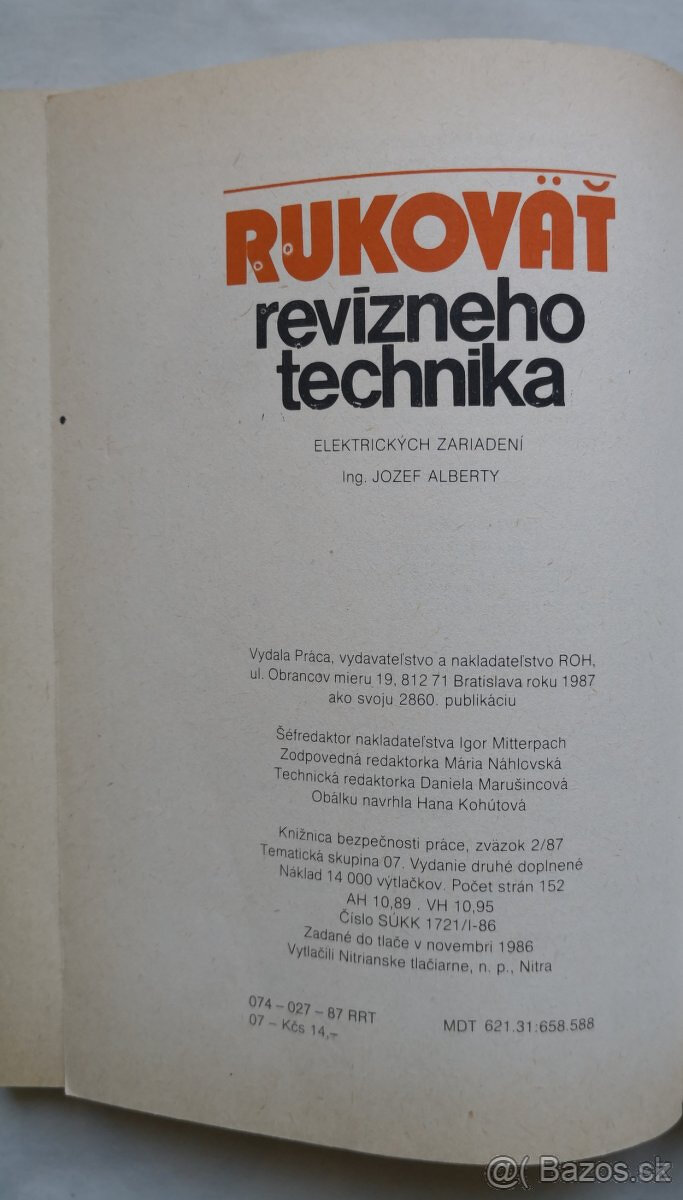 RUKOVÄŤ
revízneho
technika
ELEKTRICKÝCH ZARIADENÍ
Ing. JOZEF ALBERTY
Vydala Práca, vydavateľstvo a nakladateľstvo ROH,
ul. Obrancov mieru 19, 812 71 Bratislava roku 1987
ako svoju 2860. publikáciu
Šéfredaktor nakladateľstva Igor Mitterpach
Zodpovedná redaktorka Mária Náhlovská
Technická redaktorka Daniela Marušincová
Obálku navrhla Hana Kohútová
Knižnica bezpečnosti práce, zväzok 2/87
Tematická skupina 07. Vydanie druhé doplnené
Náklad 14 000 výtlačkov. Počet strán 152
AH 10,89 . VH 10,95
Číslo SÚKK 1721/I-86
Zadané do tlače v novembri 1986
Vytlačili Nitrianske tlačiarne, n. p., Nitra
074 – 027 – 87 RRT
07 – Kčs 14,–
MDT 621.31:658.588
@( Bazos.sk